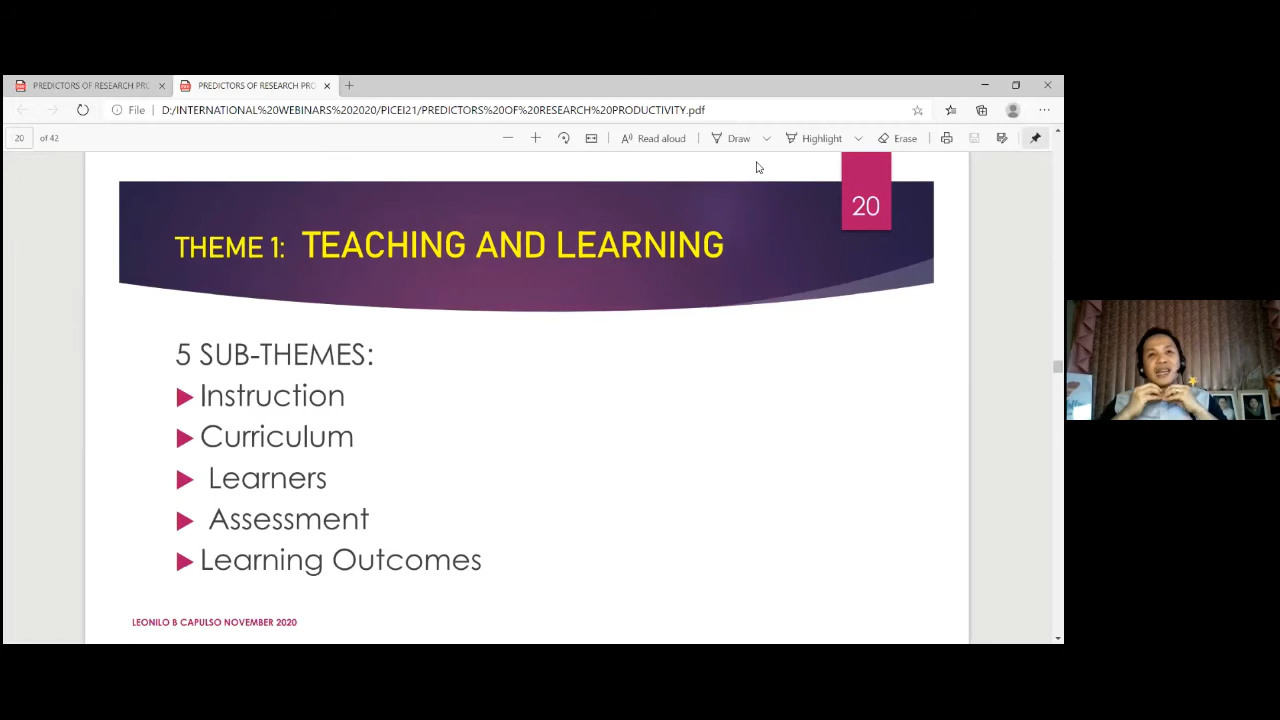 PREDICTORS OF RESEARCH PRO
PREDICTORS OF RESEARCH PRO
File
D:/INTERNATIONAL%20WEBINARS%202020/PICEI21/PREDICTORS%20OF%20RESEARCH%20PRODUCTIVITY.pdf
20 of 42
Read aloud
Draw
Highlight
Erase
20
THEME 1: TEACHING AND LEARNING
5 SUB-THEMES:
Instruction
Curriculum
Learners
Assessment
Learning Outcomes
LEONILO B CAPULSO NOVEMBER 2020